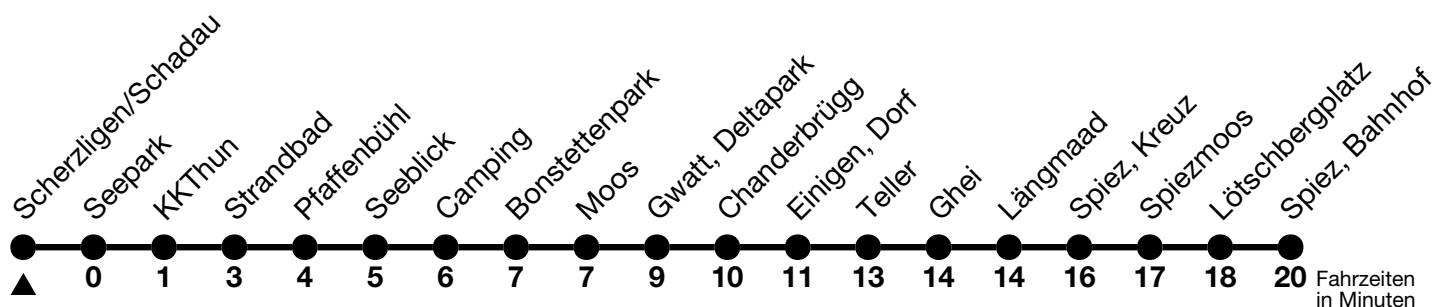 Scherzligen/Schadau
Seepark
KKThun
Strandbad
Pfaffenbühl
Seeblick
Camping
Bonstettenpark
Moos
Gwatt, Deltapark
Chanderbrügg
Einigen, Dorf
Teller
Ghei
Längmaad
Spiez, Kreuz
Spiezmoos
Lötschbergplatz
Spiez, Bahnhof
0 1 3 4 5 6 7 7 9 10 11 13 14 14 16 17 18 20 Fahrzeiten
in Minuten